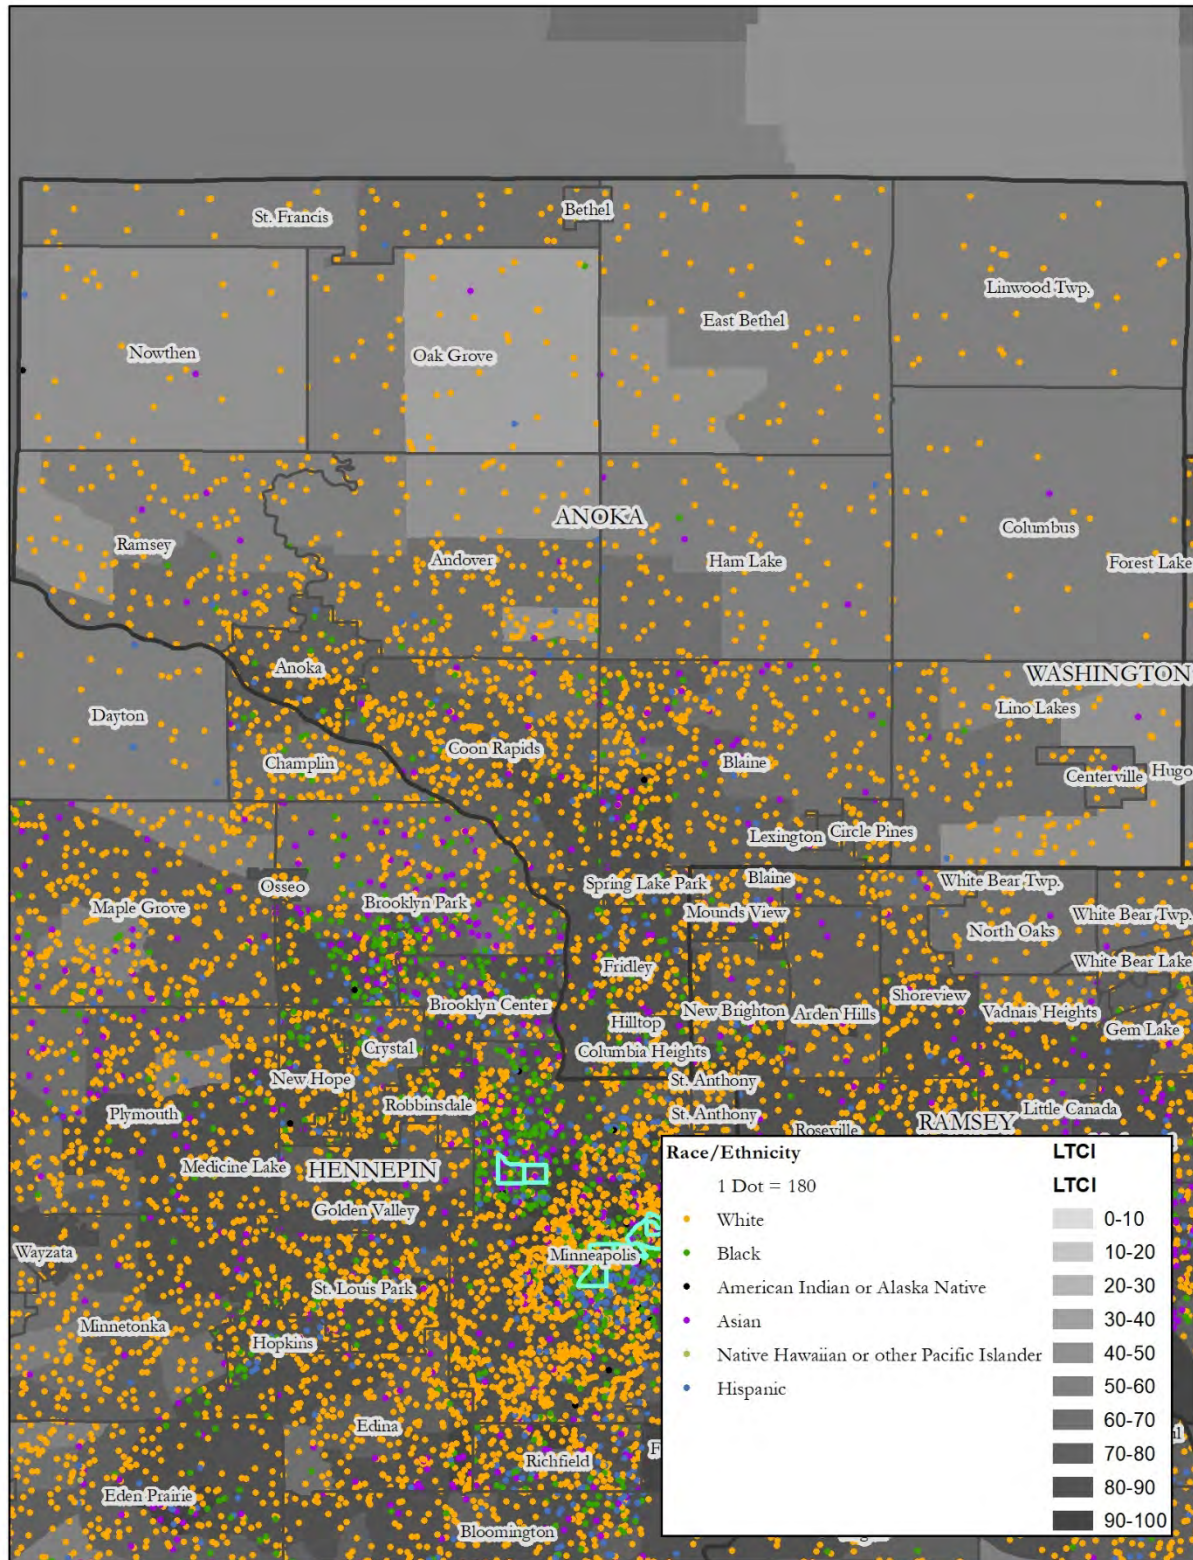 Bethel
St. Francis
Linwood Twp.
East Bethel
Nowthen
Oak Grove
ANOKA
Columbus
Ramsey
Andover
Ham Lake
Forest Lake
Anoka
WASHINGTON
Dayton
Lino Lakes
Coon Rapids
Champlin
Blaine
Centerville
Hugo
Lexington
Circle Pines
Osseo
Spring Lake Park
Blaine
White Bear Twp.
Maple Grove
Brooklyn Park
Mounds View
White Bear Twp.
North Oaks
Fridley
White Bear Lake
Brooklyn Center
Shoreview
New Brighton
Arden Hills
Vadnais Heights
Hilltop
Gem Lake
Crystal
Columbia Heights
New Hope
St. Anthony
Robbinsdale
Plymouth
St. Anthony
Little Canada
RAMSEY
Roseville
Medicine Lake
HENNEPIN
Golden Valley
Wayzata
Minneapolis
St. Louis Park
Minnetonka
Hopkins
Edina
Richfield
Eden Prairie
Bloomington
Race/Ethnicity
1 Dot = 180
White
Black
American Indian or Alaska Native
Asian
Native Hawaiian or other Pacific Islander
Hispanic
LTCI
LTCI
0-10
10-20
20-30
30-40
40-50
50-60
60-70
70-80
80-90
90-100